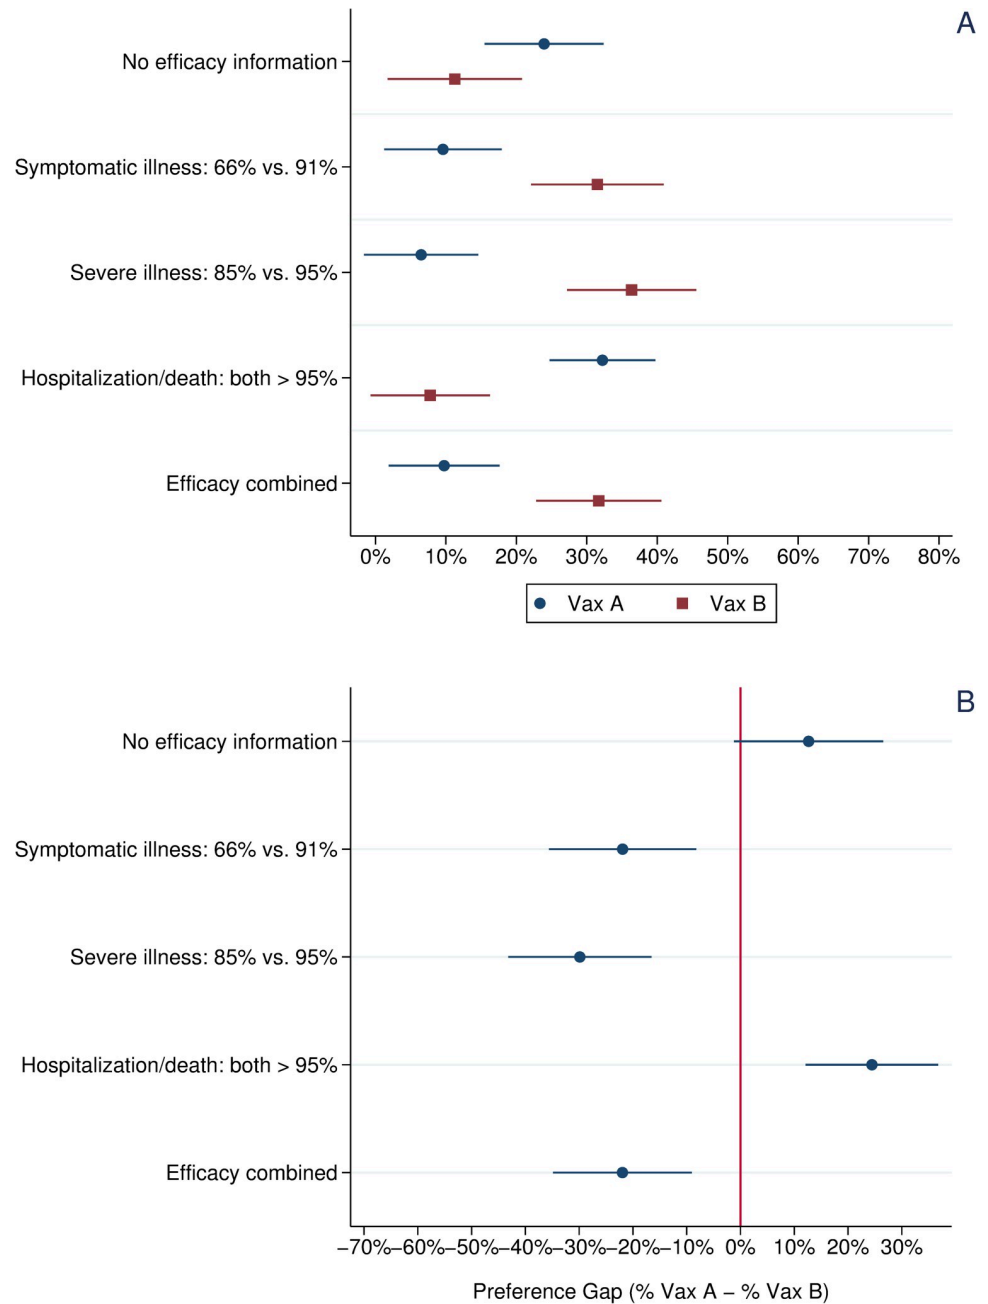 A
No efficacy information
Symptomatic illness: 66% vs. 91%
Severe illness: 85% vs. 95%
Hospitalization/death: both > 95%
Efficacy combined
0% 10% 20% 30% 40% 50% 60% 70% 80%
Vax A Vax B
B
No efficacy information
Symptomatic illness: 66% vs. 91%
Severe illness: 85% vs. 95%
Hospitalization/death: both > 95%
Efficacy combined
−70%−60%−50%−40%−30%−20%−10% 0% 10% 20% 30%
Preference Gap (% Vax A − % Vax B)